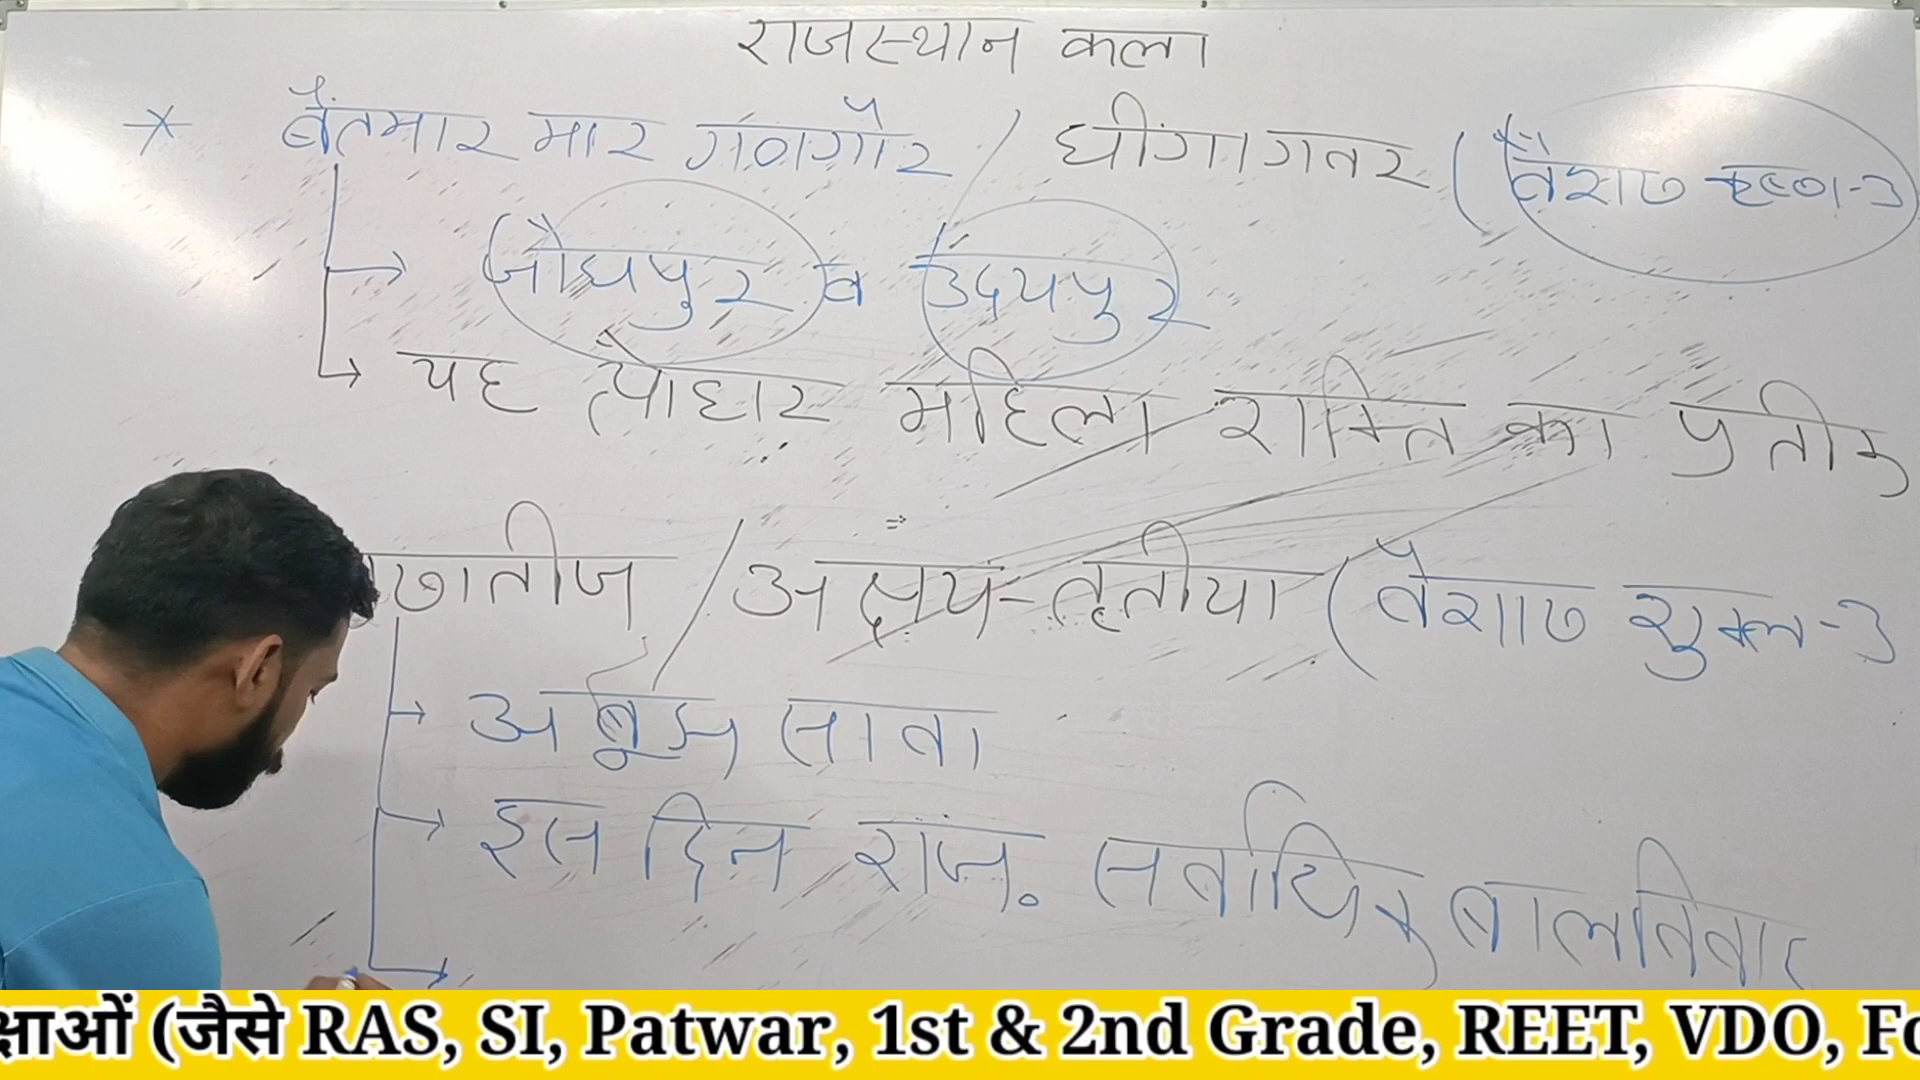 राजस्थान कला
* बैंतमार मार गणगौर / धींगा गवर (वैशाख कृष्ण-3
→ जोधपुर व उदयपुर
→ यह त्यौहार महिला शक्ति का प्रतीक
खातीज / अक्षय-तृतीया (वैशाख शुक्ल-3
→ अबूझ सावा
→ इस दिन राज. सर्वाधिक बालविवाह
→
क्षाओं (जैसे RAS, SI, Patwar, 1st & 2nd Grade, REET, VDO, Fo